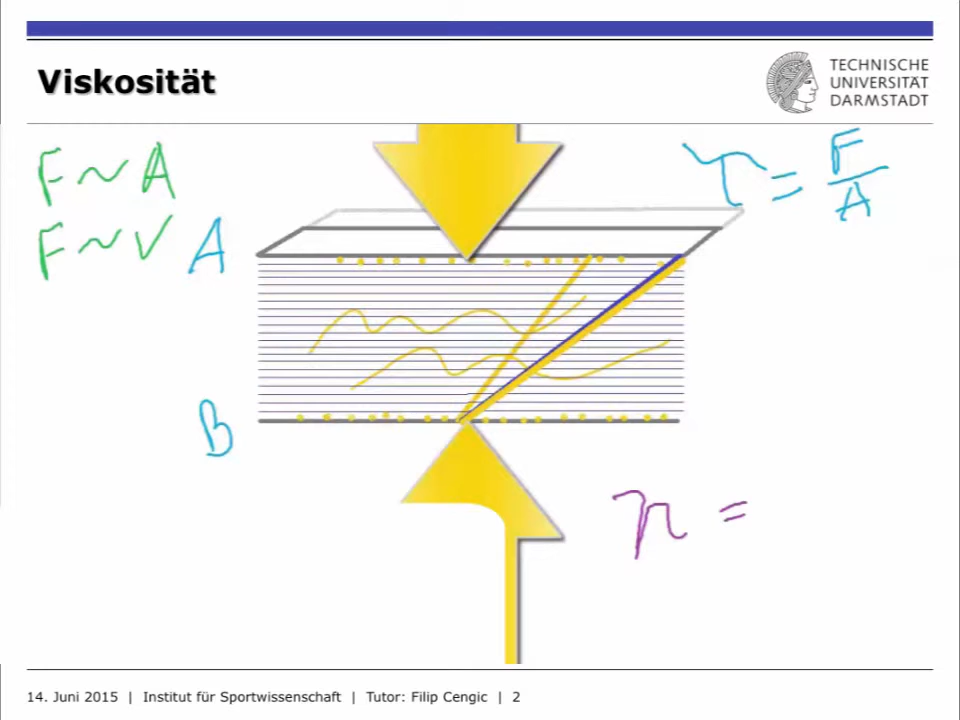 Viskosität
TECHNISCHE
UNIVERSITÄT
DARMSTADT
F~A
F~V
A
τ = F/A
B
η =
14. Juni 2015 | Institut für Sportwissenschaft | Tutor: Filip Cengic | 2